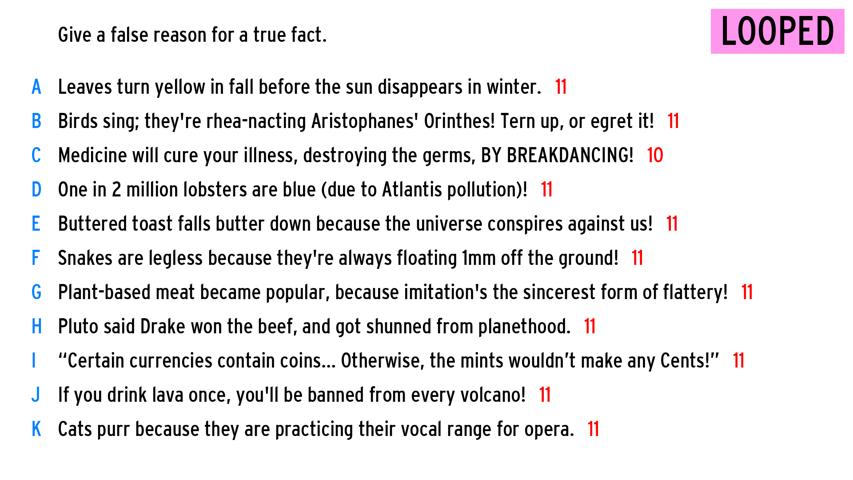 Give a false reason for a true fact.
LOOPED
A Leaves turn yellow in fall before the sun disappears in winter. 11
B Birds sing; they're rhea-nacting Aristophanes' Orinthes! Tern up, or egret it! 11
C Medicine will cure your illness, destroying the germs, BY BREAKDANCING! 10
D One in 2 million lobsters are blue (due to Atlantis pollution)! 11
E Buttered toast falls butter down because the universe conspires against us! 11
F Snakes are legless because they're always floating 1mm off the ground! 11
G Plant-based meat became popular, because imitation's the sincerest form of flattery! 11
H Pluto said Drake won the beef, and got shunned from planethood. 11
I “Certain currencies contain coins... Otherwise, the mints wouldn’t make any Cents!” 11
J If you drink lava once, you'll be banned from every volcano! 11
K Cats purr because they are practicing their vocal range for opera. 11